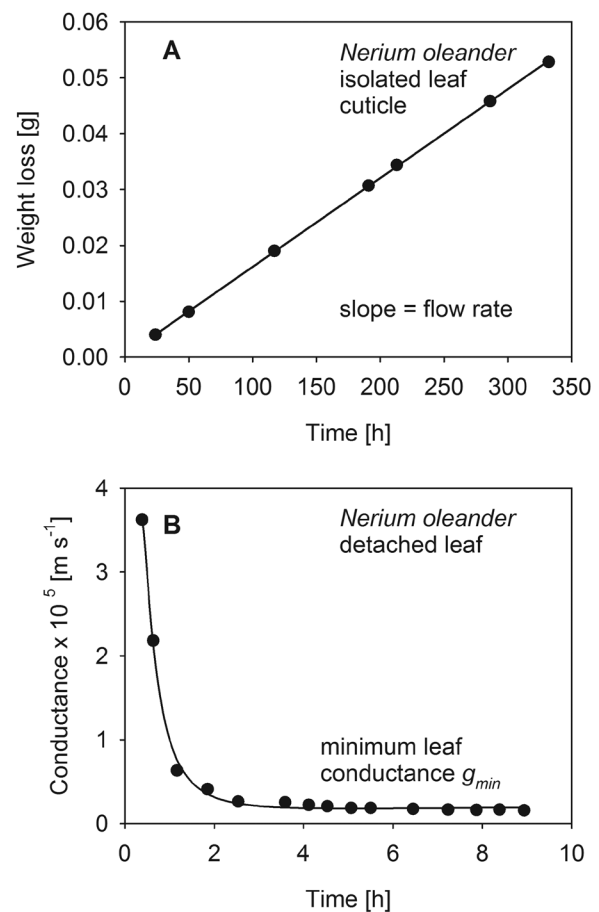 A
Nerium oleander
isolated leaf
cuticle
slope = flow rate
Weight loss [g]
0.06
0.05
0.04
0.03
0.02
0.01
0.00
0 50 100 150 200 250 300 350
Time [h]
B
Nerium oleander
detached leaf
minimum leaf
conductance gmin
Conductance x 10 5 [m s-1]
4
3
2
1
0
0 2 4 6 8 10
Time [h]